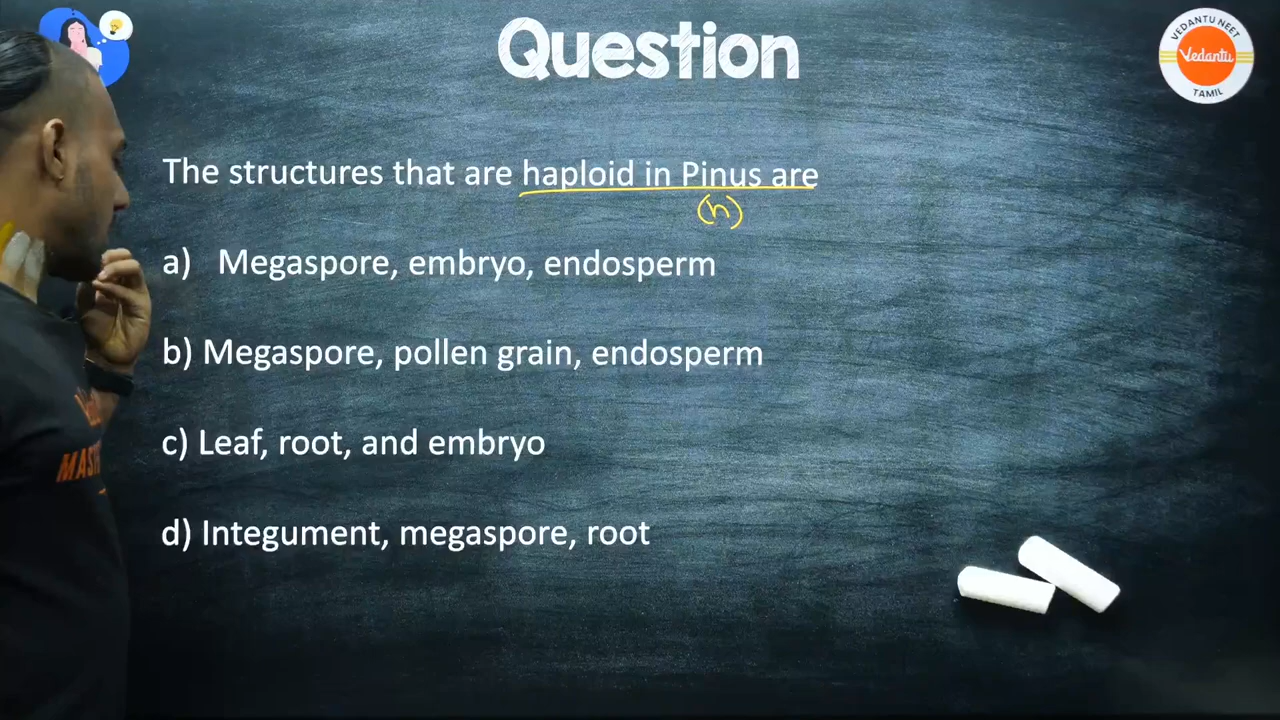 Question
VEDANTU NEET
Vedantu
TAMIL
The structures that are haploid in Pinus are
(n)
a) Megaspore, embryo, endosperm
b) Megaspore, pollen grain, endosperm
c) Leaf, root, and embryo
d) Integument, megaspore, root